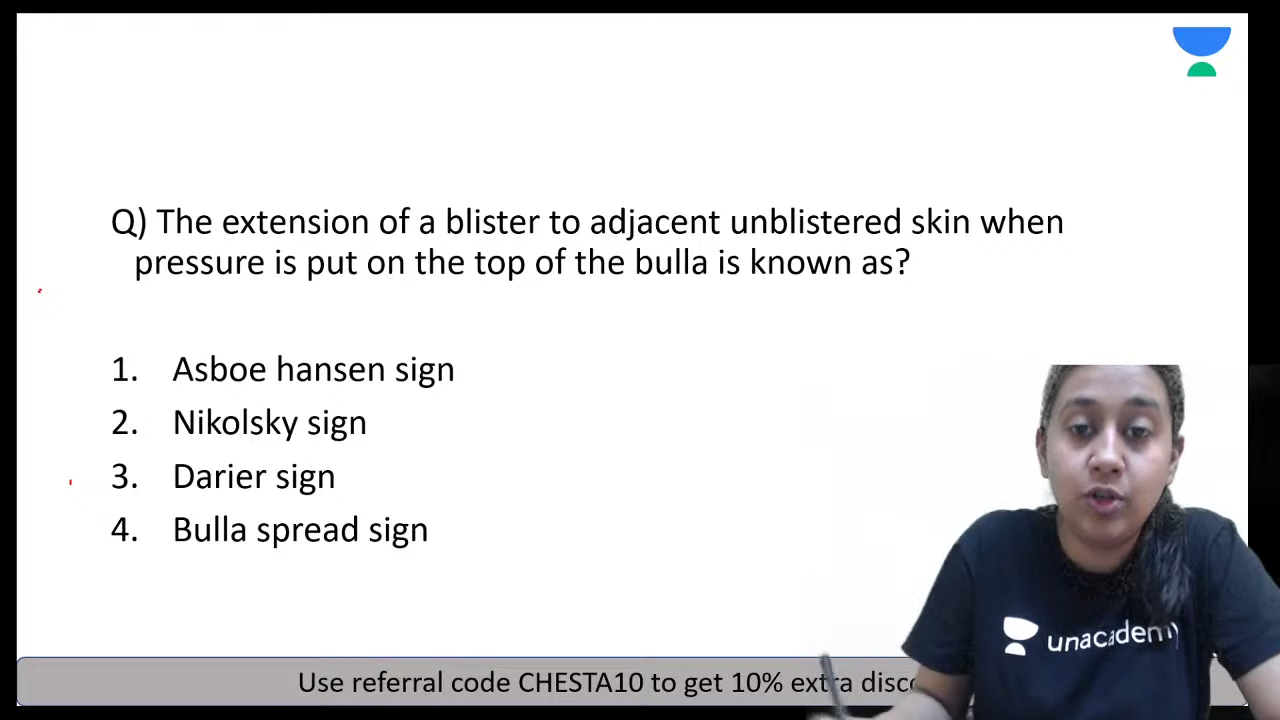 Q) The extension of a blister to adjacent unblistered skin when
pressure is put on the top of the bulla is known as?
1. Asboe hansen sign
2. Nikolsky sign
3. Darier sign
4. Bulla spread sign
unacademy
Use referral code CHESTA10 to get 10% extra